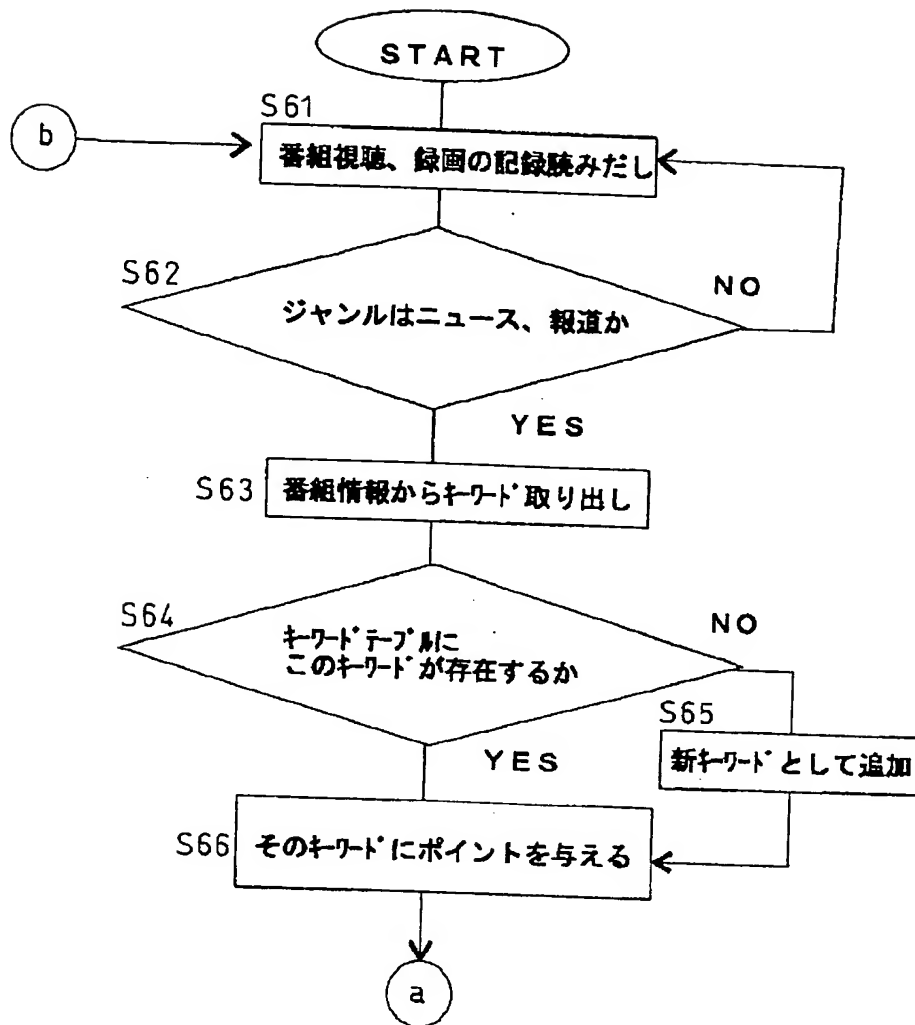 START
S61
b
番組視聴、録画の記録読みだし
S62
NO
ジャンルはニュース、報道か
YES
S63
番組情報からｷｰﾜｰﾄﾞ取り出し
S64
NO
ｷｰﾜｰﾄﾞﾃｰﾌﾞﾙに
このｷｰﾜｰﾄﾞが存在するか
S65
YES
新ｷｰﾜｰﾄﾞとして追加
S66
そのｷｰﾜｰﾄﾞにポイントを与える
a